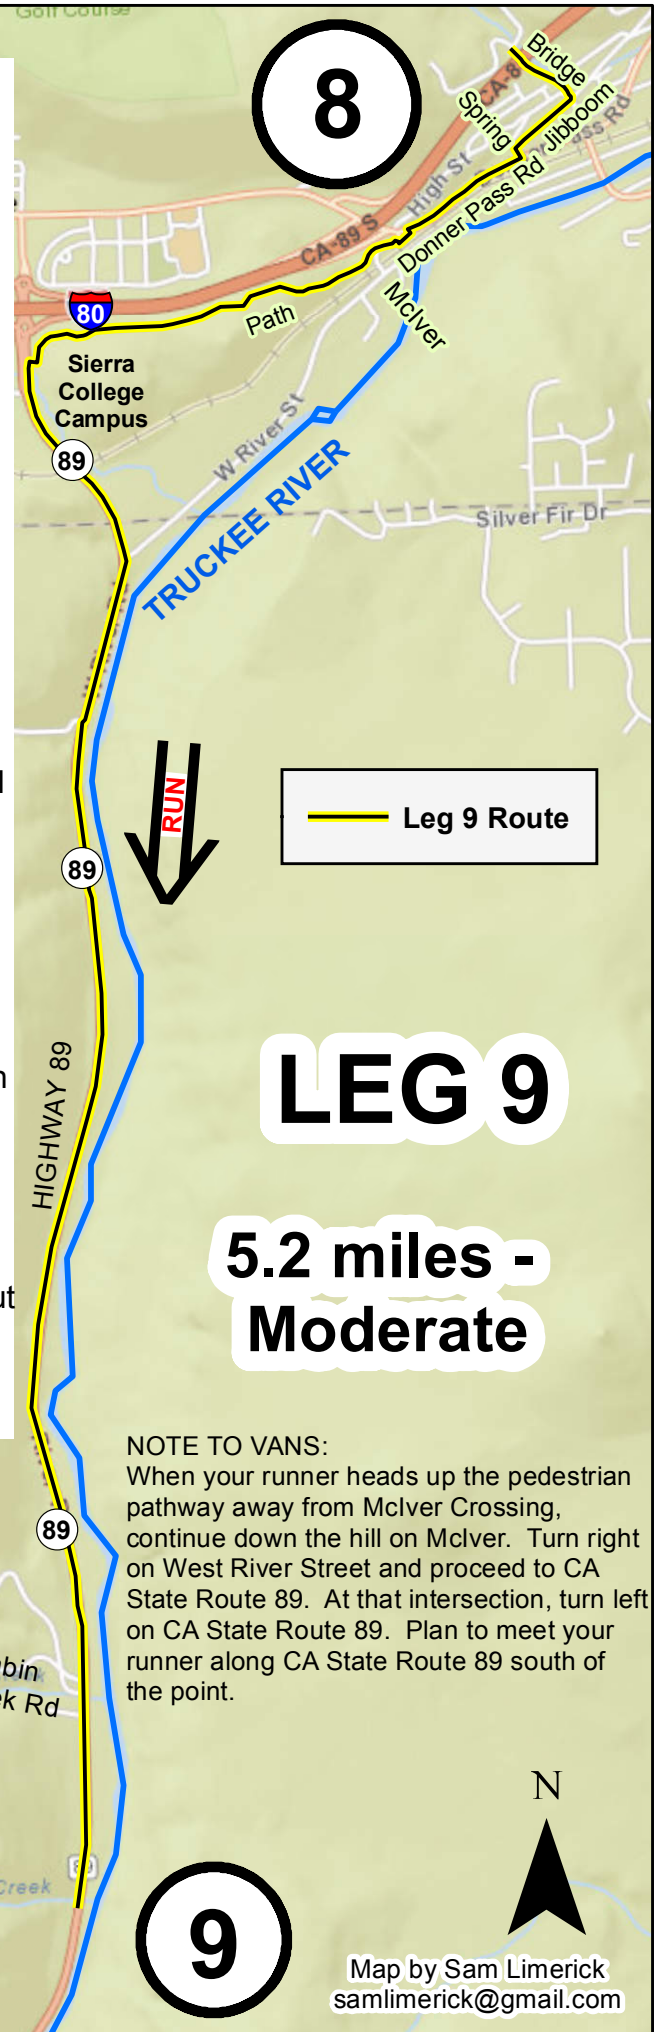 Golf Course
8
Bridge
CA-8
Spring
Jibboom
ass Rd
High St
Donner Pass Rd
CA-89 S
McIver
80
Path
Sierra
College
Campus
89
W River St
TRUCKEE RIVER
Silver Fir Dr
RUN
Leg 9 Route
89
HIGHWAY 89
LEG 9
5.2 miles -
Moderate
NOTE TO VANS:
When your runner heads up the pedestrian
pathway away from McIver Crossing,
continue down the hill on McIver. Turn right
on West River Street and proceed to CA
State Route 89. At that intersection, turn left
on CA State Route 89. Plan to meet your
runner along CA State Route 89 south of
the point.
89
bin
ek Rd
N
89
Creek
9
Map by Sam Limerick
samlimerick@gmail.com